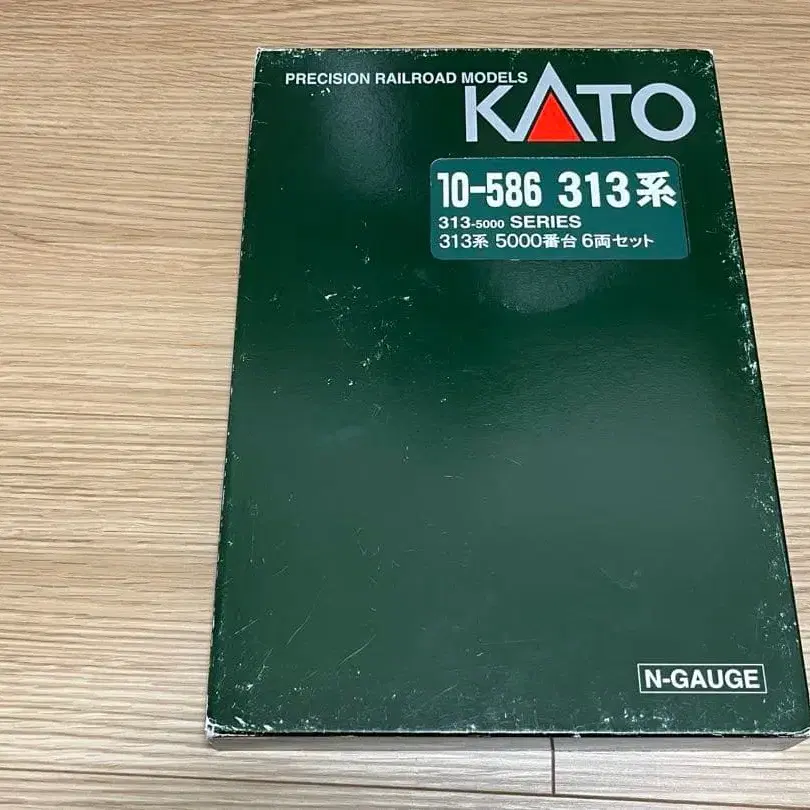 PRECISION RAILROAD MODELS
KATO
10-586 313系
313-5000 SERIES
313系 5000番台 6両セット
N-GAUGE